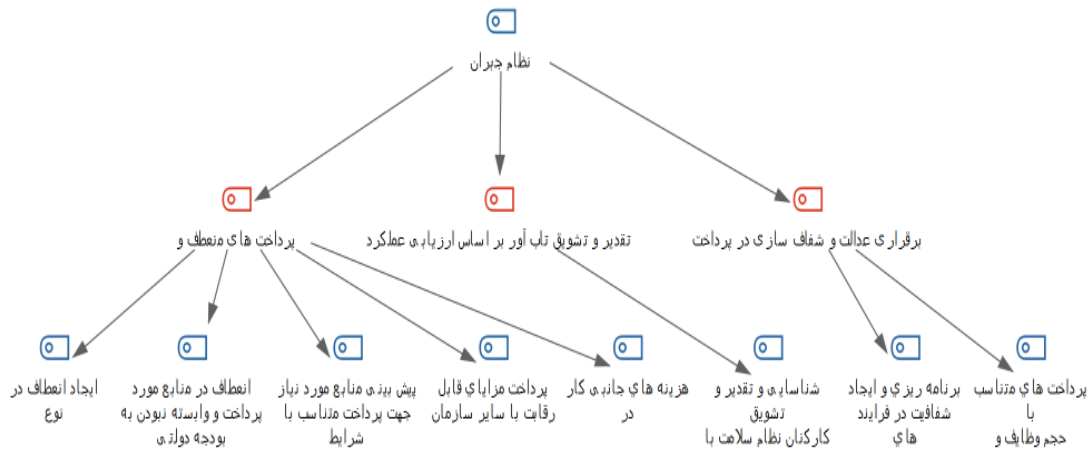 نظام جبران
برقراری عدالت و شفاف سازی در پرداخت
تقدیر و تشویق تاب آور بر اساس ارزیابی عملکرد
پرداخت های منعطف و
پرداخت های متناسب
با
حجم وظایف و
برنامه ریزی و ایجاد
شفافیت در فرایند
های
شناسایی و تقدیر و
تشویق
کارکنان نظام سلامت با
هزینه های جانبی کار
در
پرداخت مزایای قابل
رقابت با سایر سازمان
پیش بینی منابع مورد نیاز
جهت پرداخت متناسب با
شرایط
انعطاف در منابع مورد
پرداخت و وابسته نبودن به
بودجه دولتی
ایجاد انعطاف در
نوع